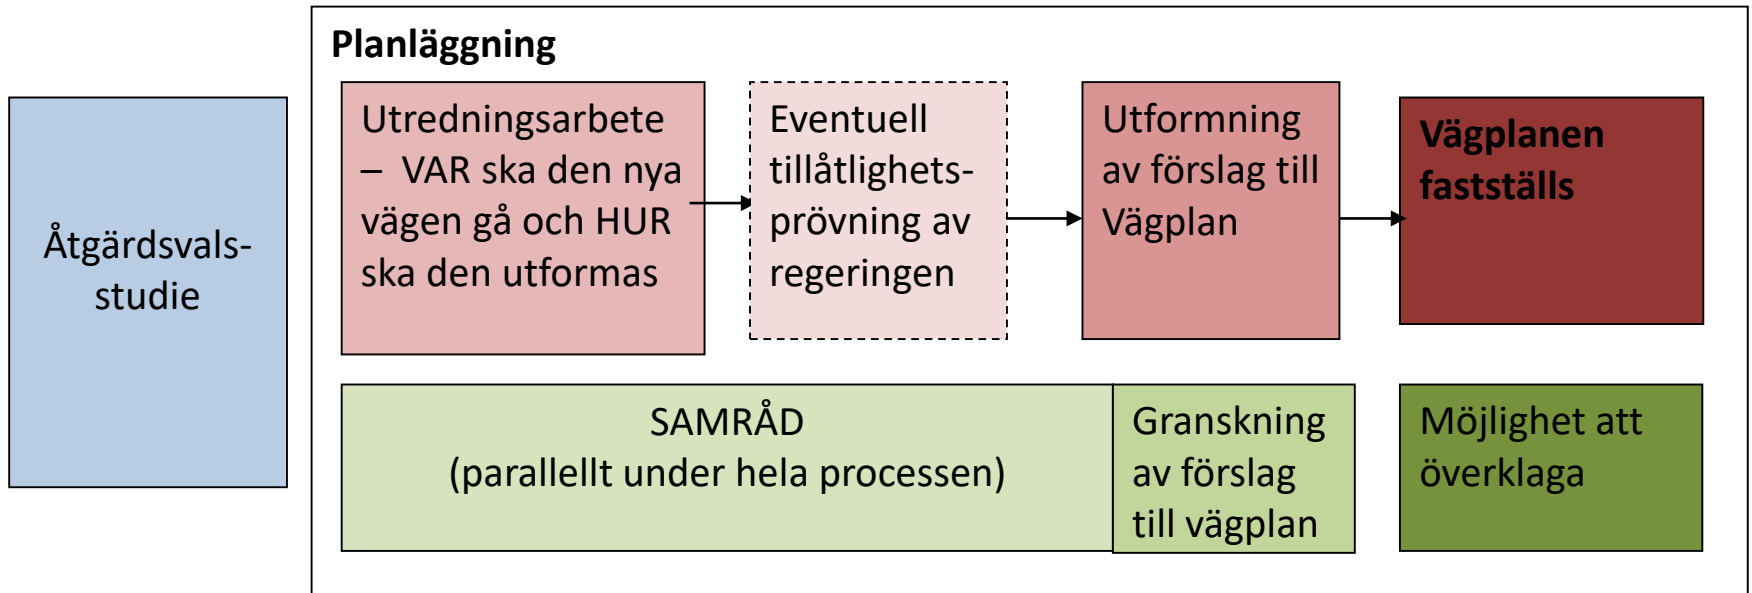 Planläggning
Åtgärdsvals-
studie
Utredningsarbete
– VAR ska den nya
vägen gå och HUR
ska den utformas
Eventuell
tillåtlighets-
prövning av
regeringen
Utformning
av förslag till
Vägplan
Vägplanen
fastställs
SAMRÅD
(parallellt under hela processen)
Granskning
av förslag
till vägplan
Möjlighet att
överklaga